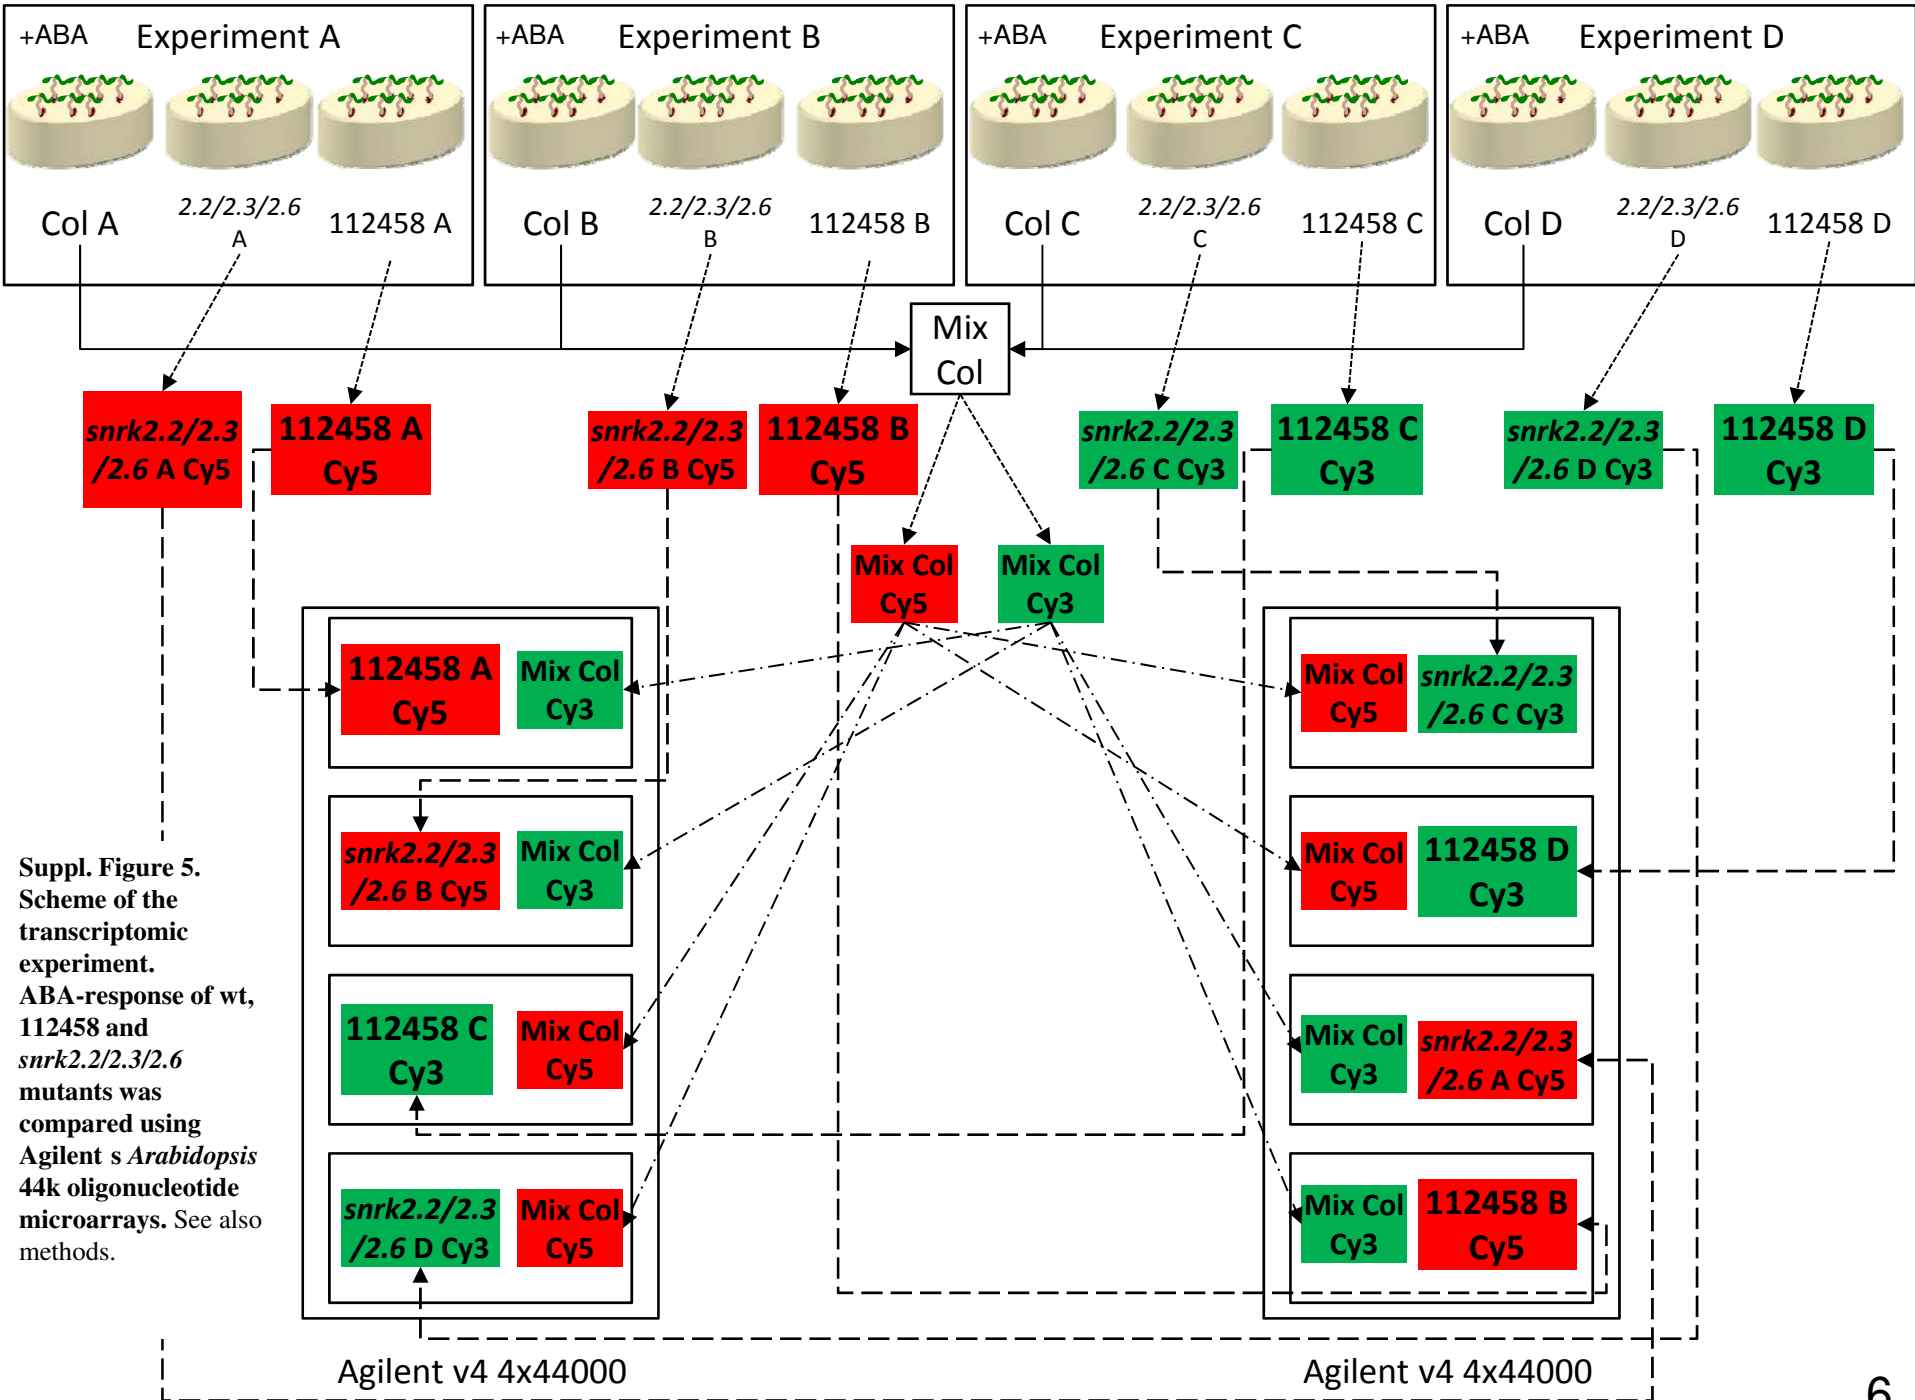 +ABA Experiment A
+ABA Experiment B
+ABA Experiment C
+ABA Experiment D
Col A
2.2/2.3/2.6
A
112458 A
Col B
2.2/2.3/2.6
B
112458 B
Col C
2.2/2.3/2.6
C
112458 C
Col D
2.2/2.3/2.6
D
112458 D
Mix
Col
snrk2.2/2.3
/2.6 A Cy5
112458 A
Cy5
snrk2.2/2.3
/2.6 B Cy5
112458 B
Cy5
snrk2.2/2.3
/2.6 C Cy3
112458 C
Cy3
snrk2.2/2.3
/2.6 D Cy3
112458 D
Cy3
Mix Col
Cy5
Mix Col
Cy3
112458 A
Cy5
Mix Col
Cy3
snrk2.2/2.3
/2.6 B Cy5
Mix Col
Cy3
112458 C
Cy3
Mix Col
Cy5
snrk2.2/2.3
/2.6 D Cy3
Mix Col
Cy5
Mix Col
Cy5
snrk2.2/2.3
/2.6 C Cy3
Mix Col
Cy5
112458 D
Cy3
Mix Col
Cy3
snrk2.2/2.3
/2.6 A Cy5
Mix Col
Cy3
112458 B
Cy5
Suppl. Figure 5.
Scheme of the
transcriptomic
experiment.
ABA-response of wt,
112458 and
snrk2.2/2.3/2.6
mutants was
compared using
Agilent s Arabidopsis
44k oligonucleotide
microarrays. See also
methods.
Agilent v4 4x44000
Agilent v4 4x44000
6